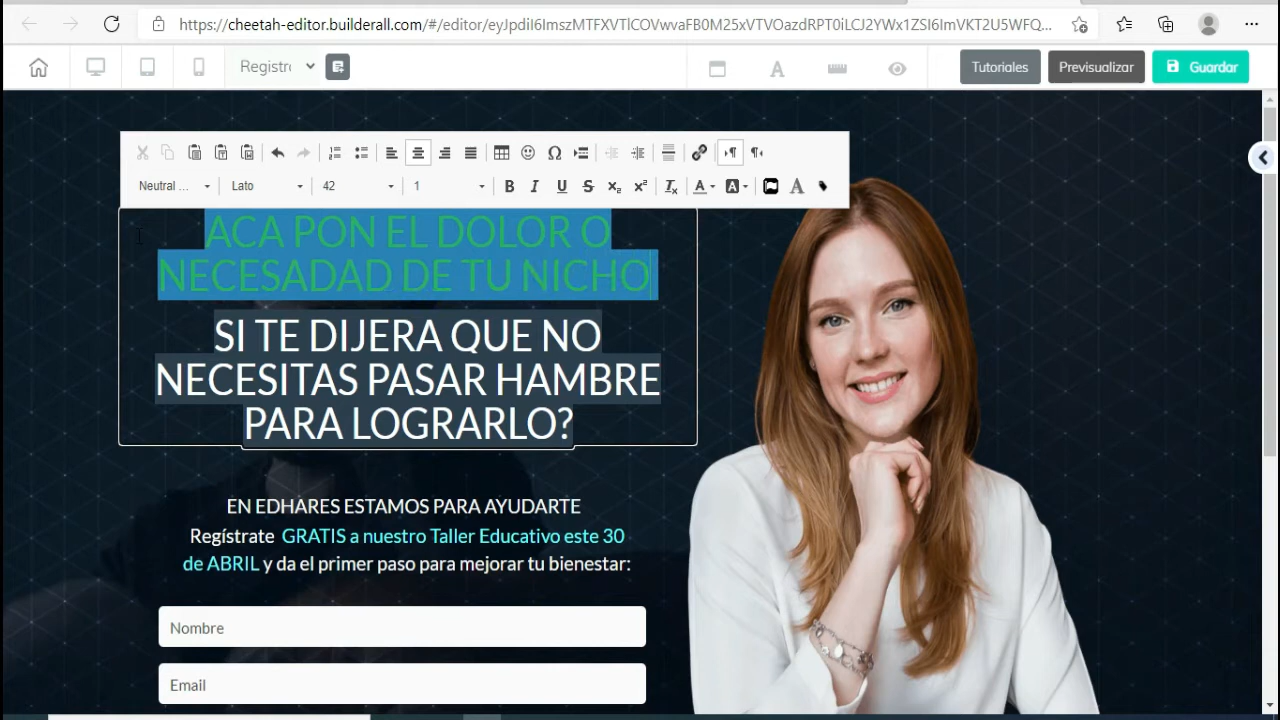 https://cheetah-editor.builderall.com/#/editor/eyJpdiI6ImszMTFXVTlCOVwvaFB0M25xVTVOazdRPT0iLCJ2YWx1ZSI6ImVKT2U5WFQ...
Registro
Tutoriales
Previsualizar
Guardar
Neutral ...
Lato
42
1
ACA PON EL DOLOR O
NECESADAD DE TU NICHO
SI TE DIJERA QUE NO
NECESITAS PASAR HAMBRE
PARA LOGRARLO?
EN EDHARES ESTAMOS PARA AYUDARTE
Regístrate GRATIS a nuestro Taller Educativo este 30
de ABRIL y da el primer paso para mejorar tu bienestar:
Nombre
Email